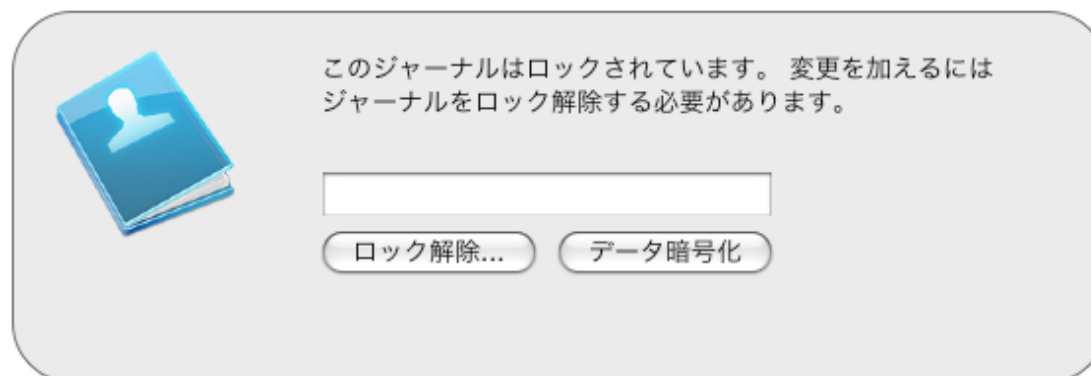 このジャーナルはロックされています。 変更を加えるには
ジャーナルをロック解除する必要があります。
ロック解除...
データ暗号化